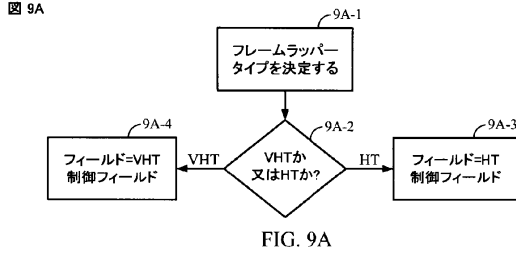 図 9A
9A-1
フレームラッパー
タイプを決定する
9A-4
9A-2
9A-3
フィールド=VHT
制御フィールド
VHT
VHTか
又はHTか?
HT
フィールド=HT
制御フィールド
FIG. 9A